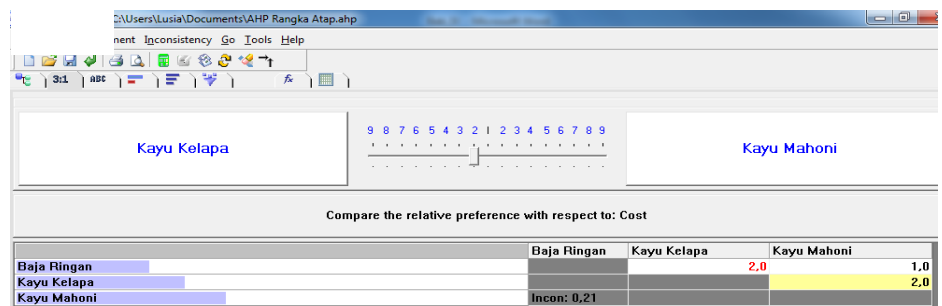 C:\Users\Lusia\Documents\AHP Rangka Atap.ahp
ment Inconsistency Go Tools Help
3:1 ABC fx
9 8 7 6 5 4 3 2 1 2 3 4 5 6 7 8 9
Kayu Kelapa Kayu Mahoni
Compare the relative preference with respect to: Cost
Baja Ringan Kayu Kelapa Kayu Mahoni
Baja Ringan 2,0 1,0
Kayu Kelapa 2,0
Kayu Mahoni Incon: 0,21